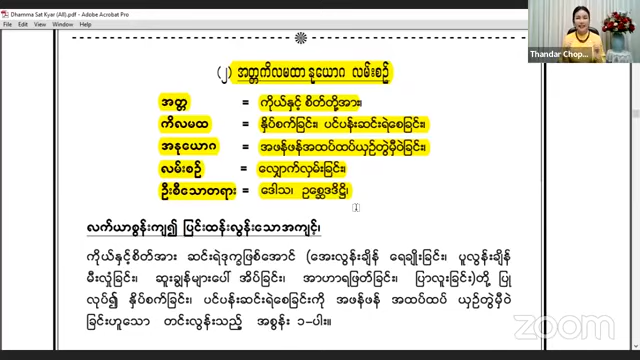 Dhamma Sat Kyar (All).pdf - Adobe Acrobat Pro
File Edit View Window Help
Thandar Chop...
(၂) အတ္တကိလမထာ နုယောဂ လမ်းစဉ်
အတ္တ = ကိုယ်နှင့် စိတ်တို့အား၊
ကိလမထ = နှိပ်စက်ခြင်း၊ ပင်ပန်းဆင်းရဲစေခြင်း၊
အနုယောဂ = အဖန်ဖန်အထပ်ထပ်ယှဉ်တွဲမှီဝဲခြင်း၊
လမ်းစဉ် = လျှောက်လှမ်းခြင်း၊
ဦးစီသောတရား = ဒေါသ၊ ဥစ္ဆေဒဒိဋ္ဌိ၊
လက်ယာစွန်းကျ၍ ပြင်းထန်လွန်းသောအကျင့်၊
ကိုယ်နှင့်စိတ်အား ဆင်းရဲဒုက္ခဖြစ်အောင် (အေးလွန်းချိန် ရေချိုးခြင်း၊ ပူလွန်းချိန်
မီးလှုံခြင်း၊ ဆူးချွန်များပေါ် အိပ်ခြင်း၊ အာဟာရဖြတ်ခြင်း၊ ပြာလူးခြင်း)တို့ ပြု
လုပ်၍ နှိပ်စက်ခြင်း၊ ပင်ပန်းဆင်းရဲစေခြင်းကို အဖန်ဖန် အထပ်ထပ် ယှဉ်တွဲမှီဝဲ
ခြင်းဟူသော တင်းလွန်းသည့် အစွန်း ၁-ပါး။
zoom